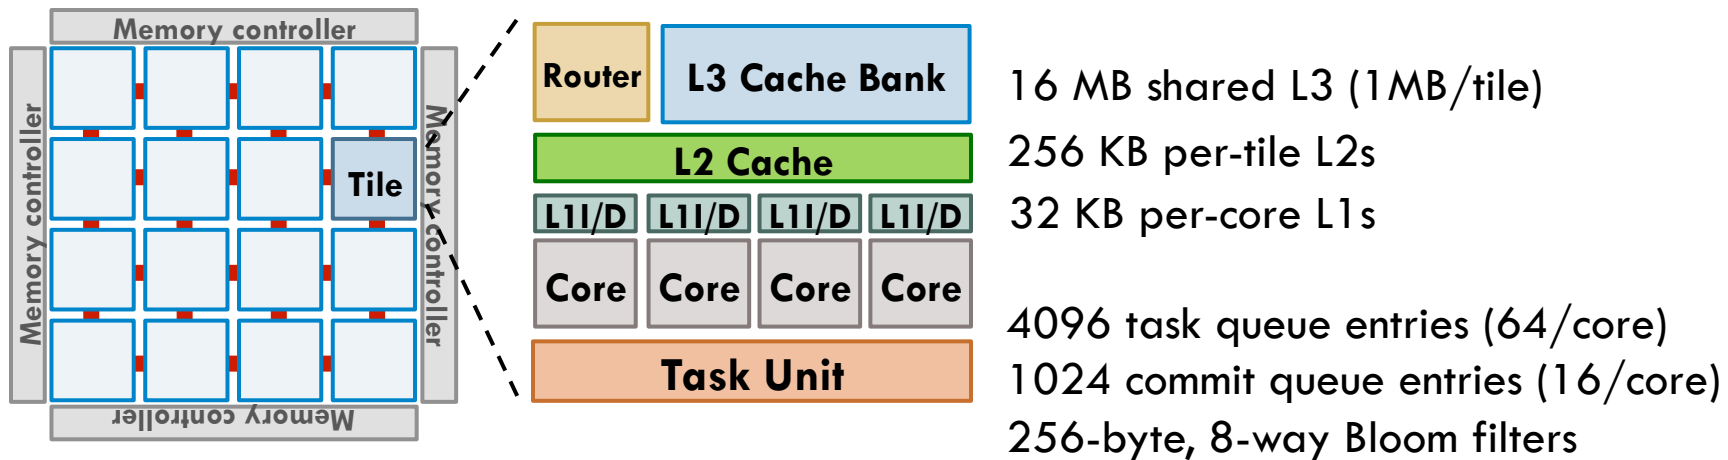 Memory controller
Memory controller
Memory controller
Memory controller
Tile
Router
L3 Cache Bank
L2 Cache
L1I/D L1I/D L1I/D L1I/D
Core Core Core Core
Task Unit
16 MB shared L3 (1MB/tile)
256 KB per-tile L2s
32 KB per-core L1s
4096 task queue entries (64/core)
1024 commit queue entries (16/core)
256-byte, 8-way Bloom filters